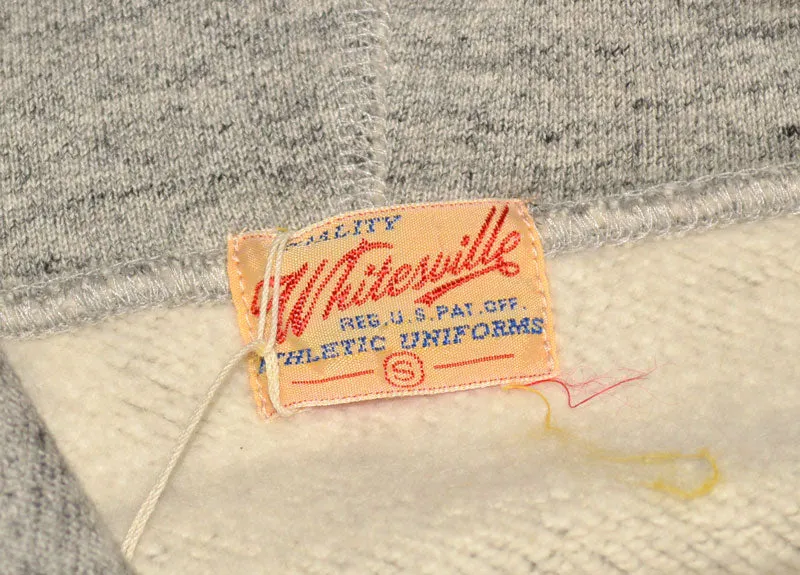 QUALITY
Whitesville
REG.U.S.PAT.OFF.
ATHLETIC UNIFORMS
S